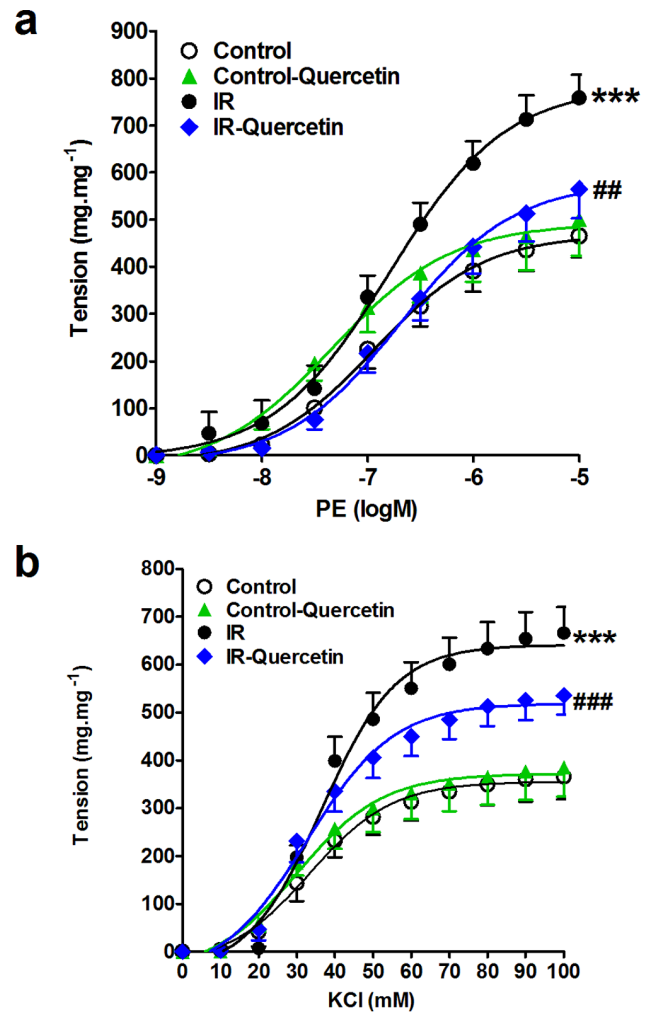 a
900
800
700
600
500
400
300
200
100
0
Tension (mg.mg⁻¹)
Control
Control-Quercetin
IR
IR-Quercetin
***
##
-9 -8 -7 -6 -5
PE (logM)
b
800
700
600
500
400
300
200
100
0
Tension (mg.mg⁻¹)
Control
Control-Quercetin
IR
IR-Quercetin
***
###
0 10 20 30 40 50 60 70 80 90 100
KCl (mM)